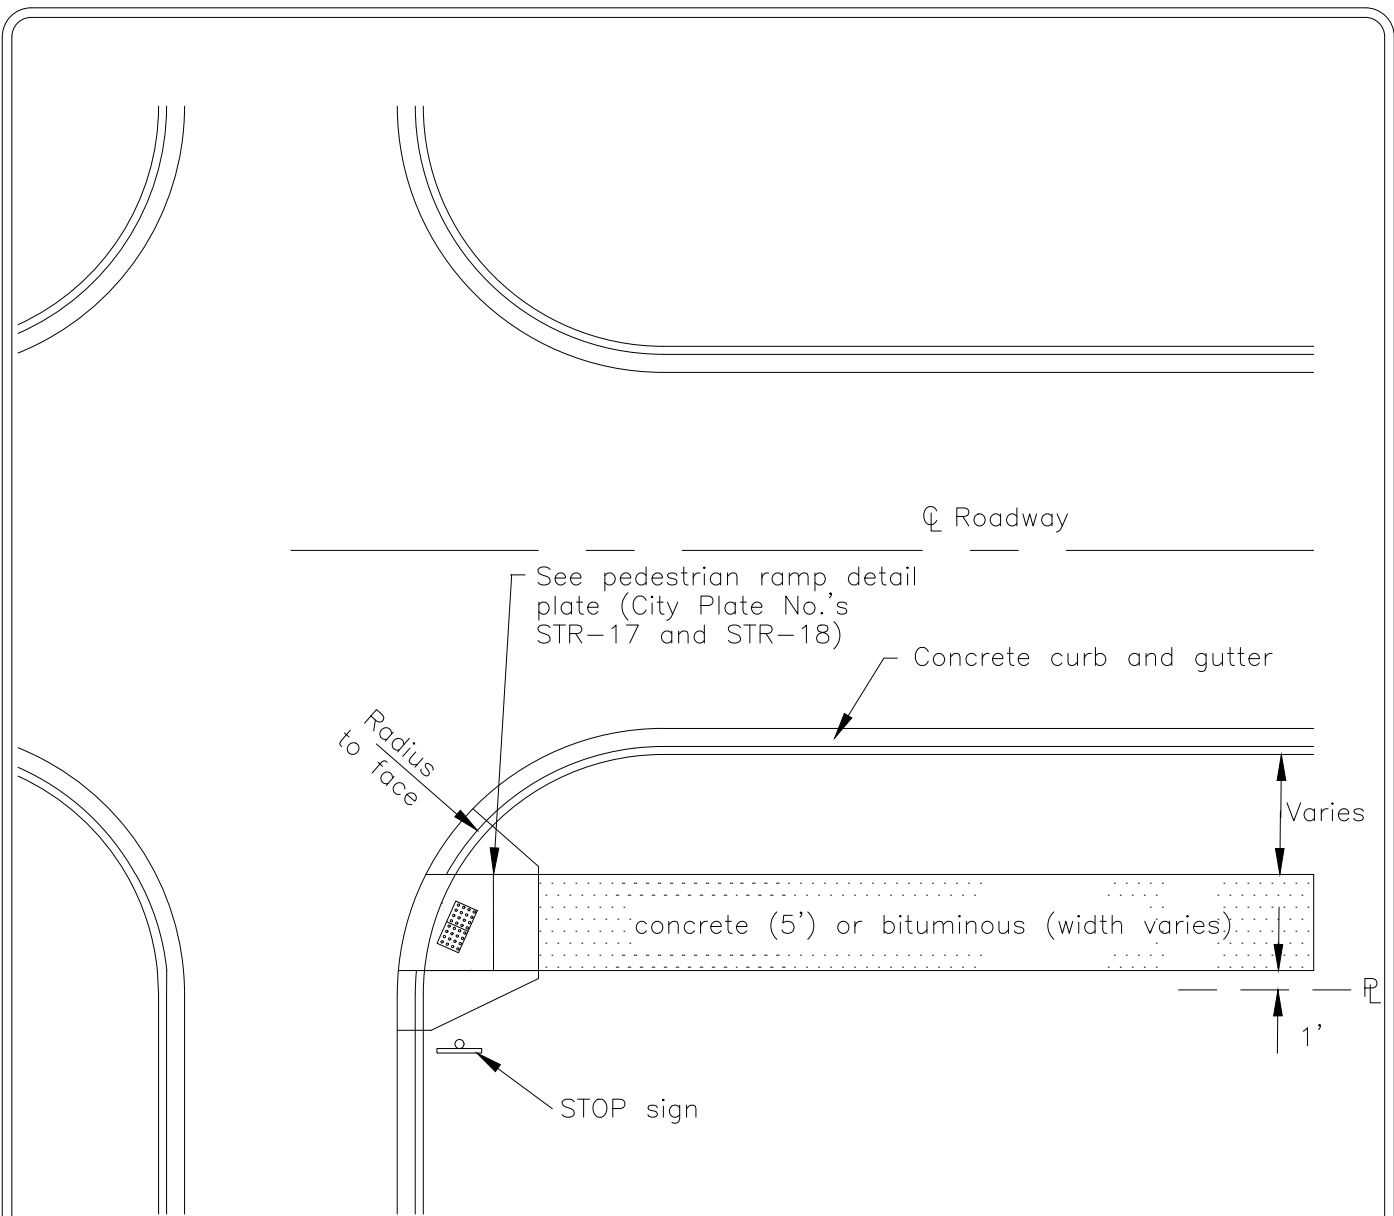 ℄ Roadway
See pedestrian ramp detail
plate (City Plate No.'s
STR-17 and STR-18)
Concrete curb and gutter
Radius
to face
Varies
concrete (5') or bituminous (width varies)
PL
1'
STOP sign